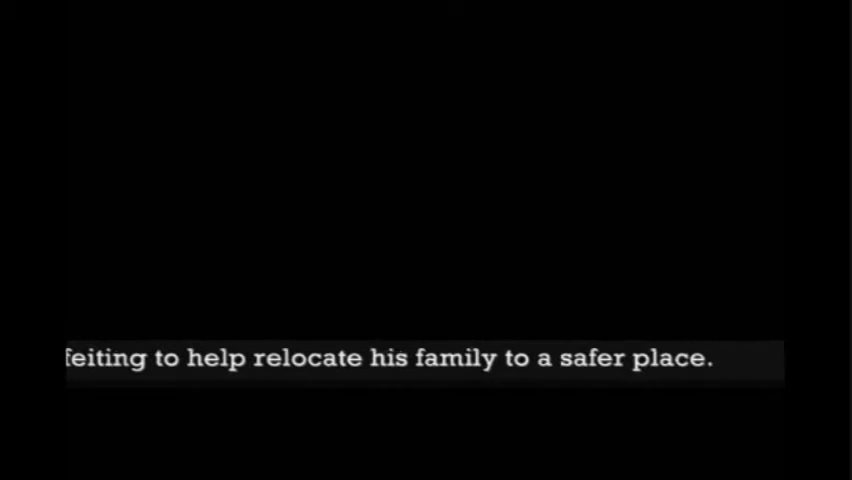 feiting to help relocate his family to a safer place.